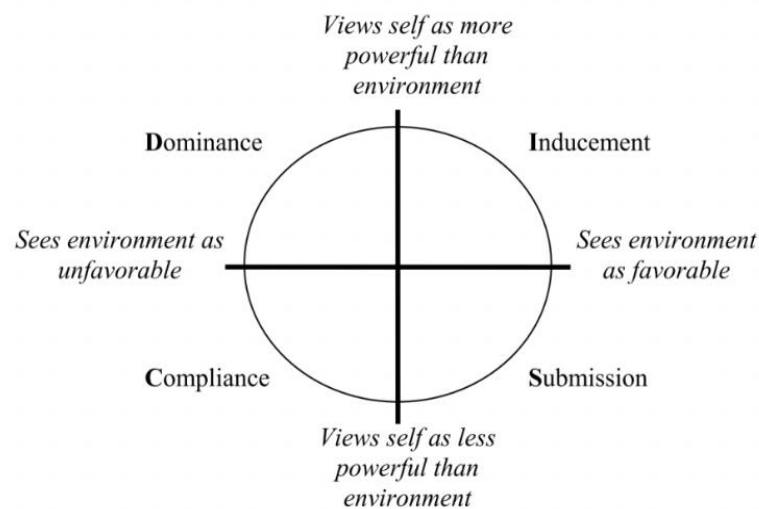 Views self as more
powerful than
environment
Dominance
Inducement
Sees environment as
unfavorable
Sees environment
as favorable
Compliance
Submission
Views self as less
powerful than
environment